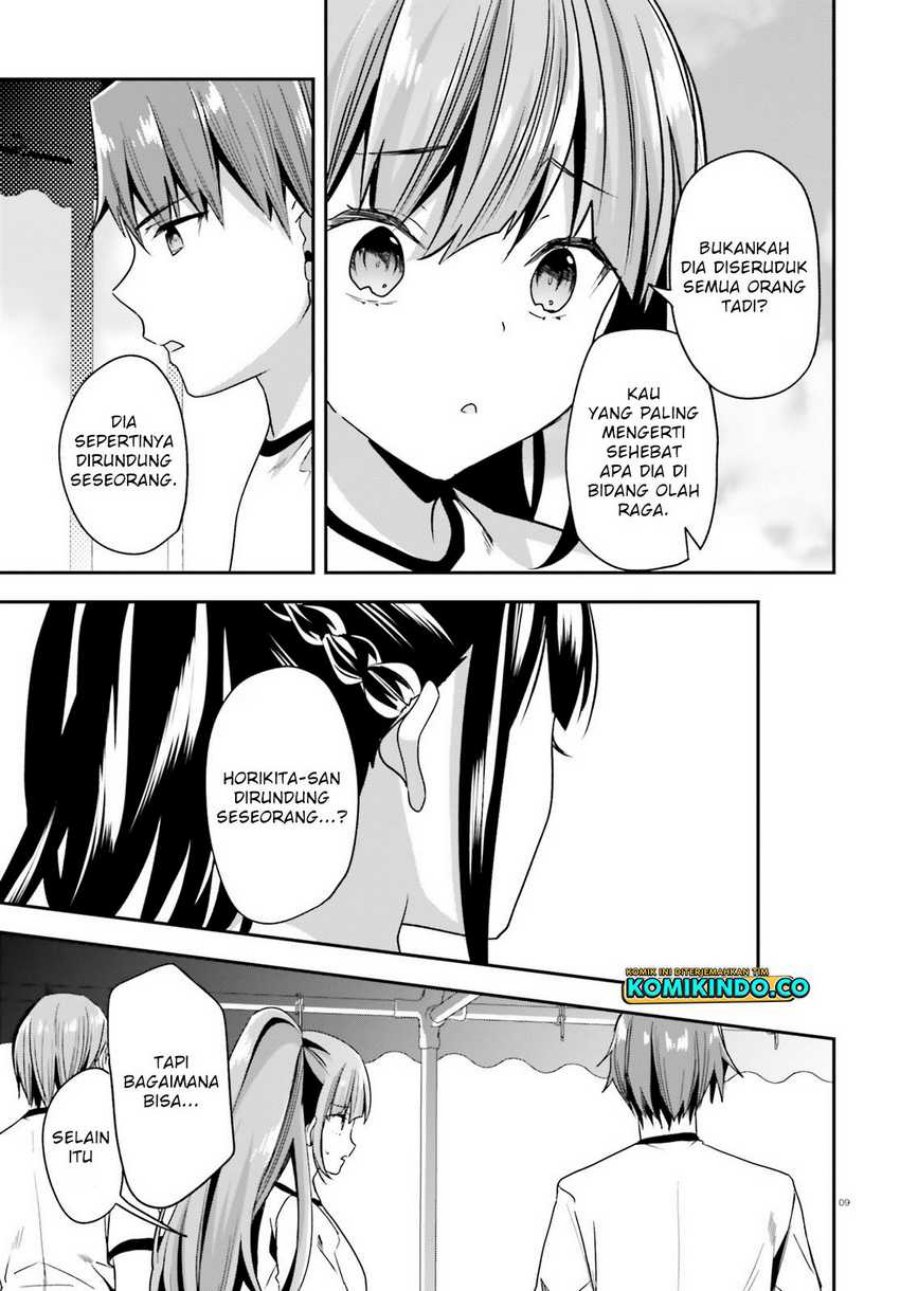 BUKANKAH
DIA DISERUDUK
SEMUA ORANG
TADI?
KAU
YANG PALING
MENGERTI
SEHEBAT
APA DIA DI
BIDANG OLAH
RAGA.
DIA
SEPERTINYA
DIRUNDUNG
SESEORANG.
HORIKITA-SAN
DIRUNDUNG
SESEORANG...?
KOMIK INI DITERJEMAHKAN TIM
KOMIKINDO.CO
TAPI
BAGAIMANA
BISA...
SELAIN
ITU
09